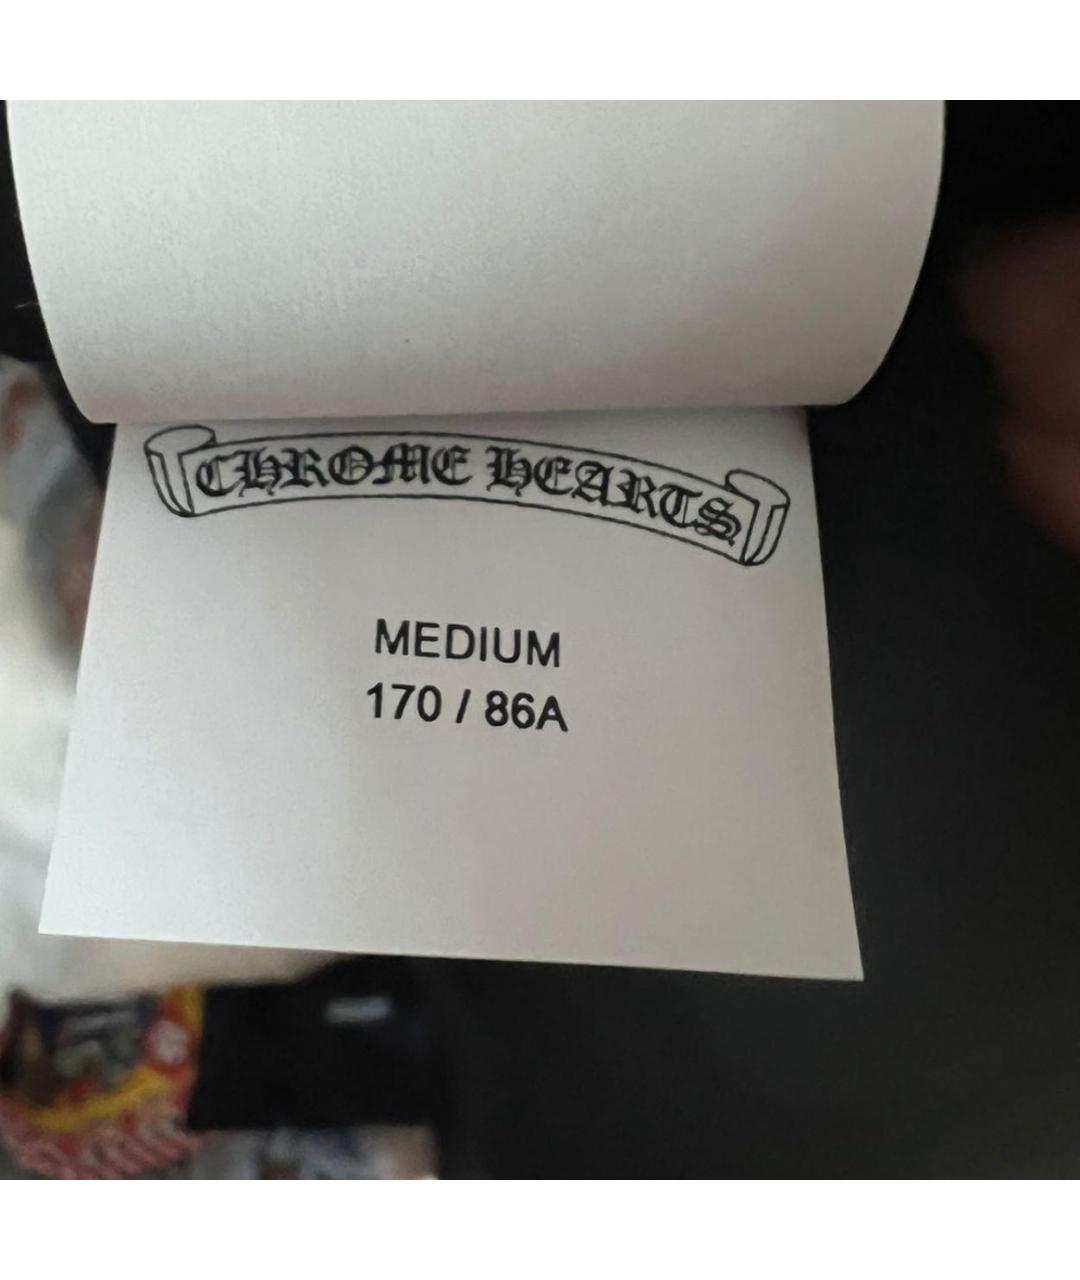 CHROME HEARTS
MEDIUM
170 / 86A